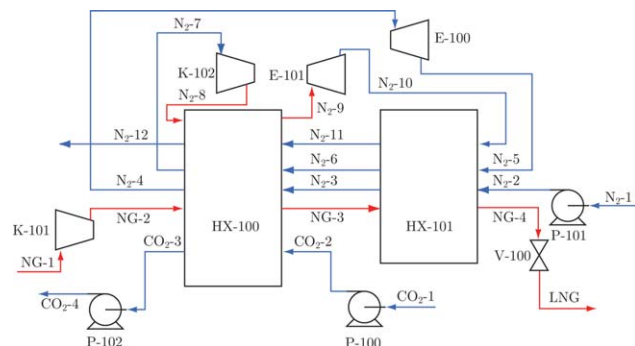 N₂-7
E-100
K-102
E-101
N₂-10
N₂-8
N₂-9
N₂-12
N₂-11
N₂-6
N₂-5
N₂-4
N₂-3
N₂-2
N₂-1
K-101
NG-2
HX-100
NG-3
HX-101
NG-4
P-101
CO₂-3
CO₂-2
V-100
NG-1
CO₂-4
CO₂-1
LNG
P-102
P-100